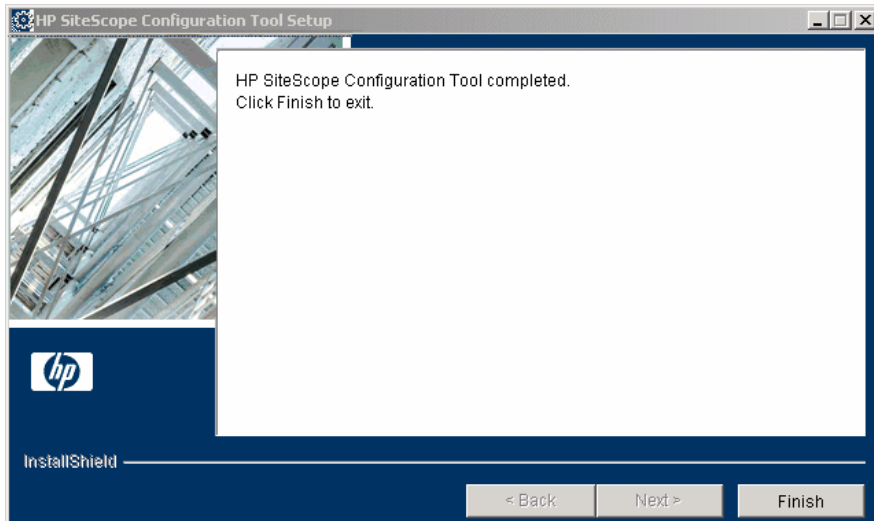 HP SiteScope Configuration Tool Setup
HP SiteScope Configuration Tool completed.
Click Finish to exit.
hp
InstallShield
< Back
Next >
Finish